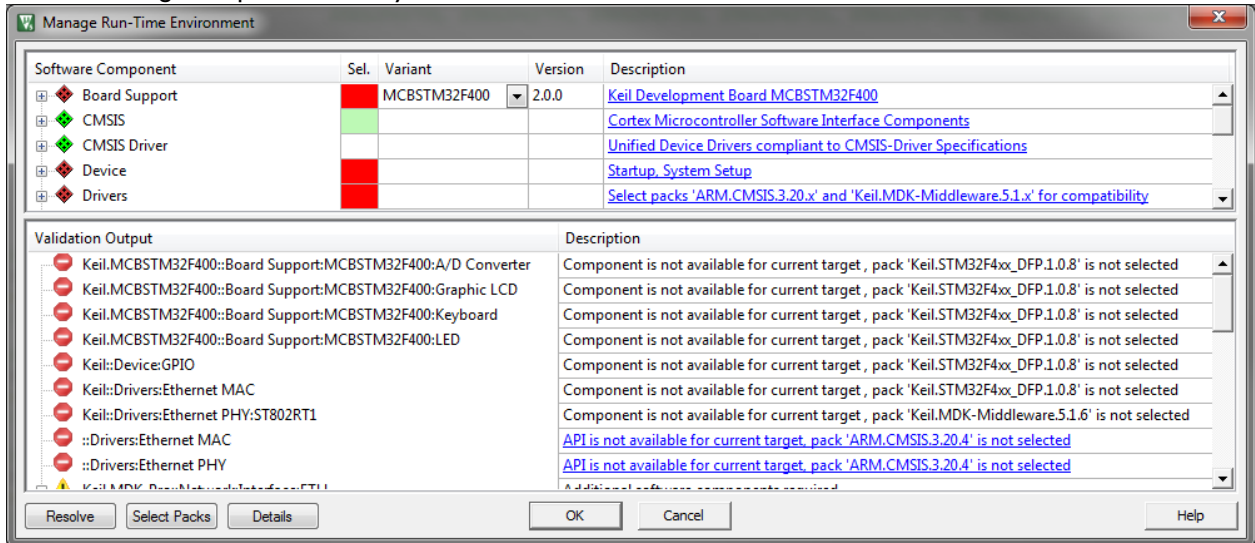 Manage Run-Time Environment
Software Component Sel. Variant Version Description
Board Support MCBSTM32F400 2.0.0 Keil Development Board MCBSTM32F400
CMSIS Cortex Microcontroller Software Interface Components
CMSIS Driver Unified Device Drivers compliant to CMSIS-Driver Specifications
Device Startup, System Setup
Drivers Select packs 'ARM.CMSIS.3.20.x' and 'Keil.MDK-Middleware.5.1.x' for compatibility
Validation Output Description
Keil.MCBSTM32F400::Board Support:MCBSTM32F400:A/D Converter Component is not available for current target , pack 'Keil.STM32F4xx_DFP.1.0.8' is not selected
Keil.MCBSTM32F400::Board Support:MCBSTM32F400:Graphic LCD Component is not available for current target , pack 'Keil.STM32F4xx_DFP.1.0.8' is not selected
Keil.MCBSTM32F400::Board Support:MCBSTM32F400:Keyboard Component is not available for current target , pack 'Keil.STM32F4xx_DFP.1.0.8' is not selected
Keil.MCBSTM32F400::Board Support:MCBSTM32F400:LED Component is not available for current target , pack 'Keil.STM32F4xx_DFP.1.0.8' is not selected
Keil::Device:GPIO Component is not available for current target , pack 'Keil.STM32F4xx_DFP.1.0.8' is not selected
Keil::Drivers:Ethernet MAC Component is not available for current target , pack 'Keil.STM32F4xx_DFP.1.0.8' is not selected
Keil::Drivers:Ethernet PHY:ST802RT1 Component is not available for current target , pack 'Keil.MDK-Middleware.5.1.6' is not selected
::Drivers:Ethernet MAC API is not available for current target, pack 'ARM.CMSIS.3.20.4' is not selected
::Drivers:Ethernet PHY API is not available for current target, pack 'ARM.CMSIS.3.20.4' is not selected
Keil.MDK-Pro::Network:Interface:ETH Additional software components required
Resolve Select Packs Details OK Cancel Help